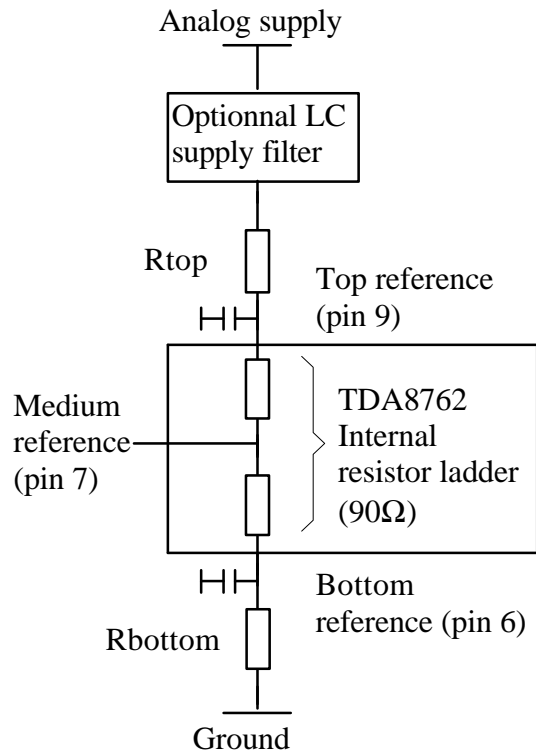 Analog supply
Optionnal LC
supply filter
Rtop
Top reference
(pin 9)
Medium
reference
(pin 7)
TDA8762
Internal
resistor ladder
(90Ω)
Bottom
reference (pin 6)
Rbottom
Ground